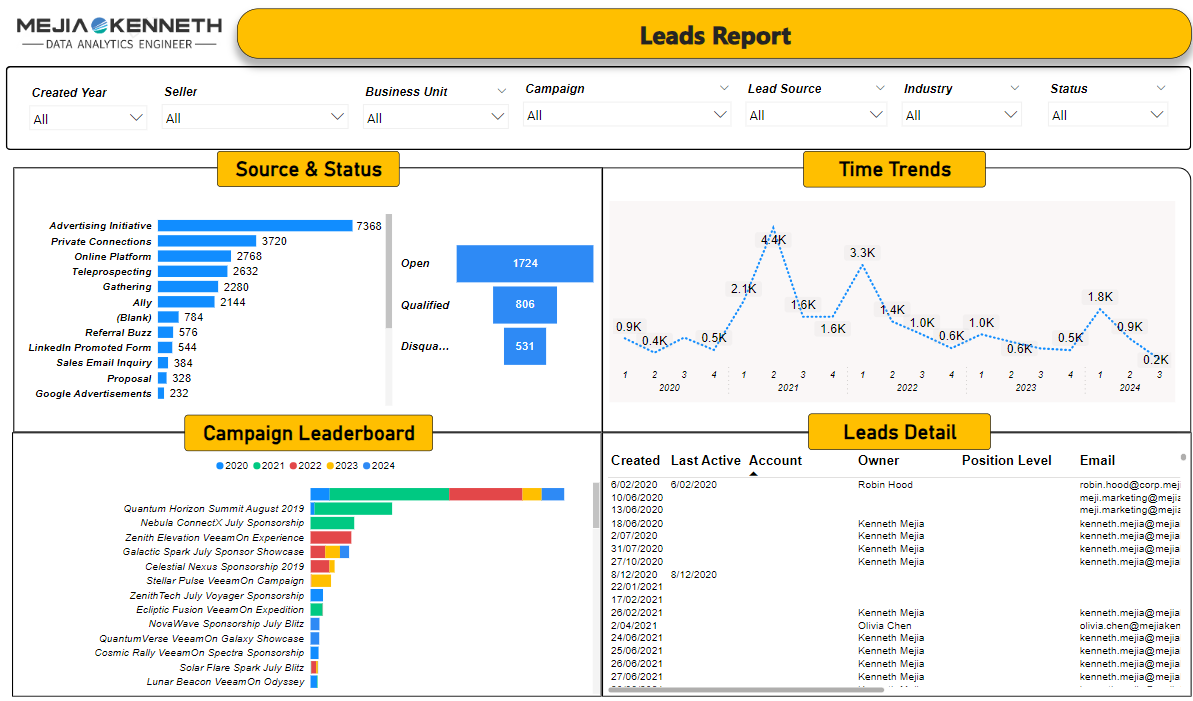 MEJIA KENNETH
DATA ANALYTICS ENGINEER
Leads Report
Created Year
Seller
Business Unit
Campaign
Lead Source
Industry
Status
All
All
All
All
All
All
All
Source & Status
Advertising Initiative 7368
Private Connections 3720
Online Platform 2768
Teleprospecting 2632
Gathering 2280
Ally 2144
(Blank) 784
Referral Buzz 576
LinkedIn Promoted Form 544
Sales Email Inquiry 384
Proposal 328
Google Advertisements 232
Open 1724
Qualified 806
Disqua... 531
Time Trends
0.9K 0.4K 0.5K 2.1K 4.4K 1.6K 1.6K 3.3K 1.4K 1.0K 0.6K 1.0K 0.6K 0.5K 1.8K 0.9K 0.2K
1 2 3 4 1 2 3 4 1 2 3 4 1 2 3 4 1 2 3
2020 2021 2022 2023 2024
Campaign Leaderboard
2020 2021 2022 2023 2024
Quantum Horizon Summit August 2019
Nebula ConnectX July Sponsorship
Zenith Elevation VeeamOn Experience
Galactic Spark July Sponsor Showcase
Celestial Nexus Sponsorship 2019
Stellar Pulse VeeamOn Campaign
ZenithTech July Voyager Sponsorship
Ecliptic Fusion VeeamOn Expedition
NovaWave Sponsorship July Blitz
QuantumVerse VeeamOn Galaxy Showcase
Cosmic Rally VeeamOn Spectra Sponsorship
Solar Flare Spark July Blitz
Lunar Beacon VeeamOn Odyssey
Leads Detail
Created Last Active Account Owner Position Level Email
6/02/2020 6/02/2020 Robin Hood robin.hood@corp.mej
10/06/2020 meji.marketing@mejia
13/06/2020 meji.marketing@mejia
18/06/2020 Kenneth Mejia kenneth.mejia@mejia
2/07/2020 Kenneth Mejia kenneth.mejia@mejia
31/07/2020 Kenneth Mejia kenneth.mejia@mejia
27/10/2020 Kenneth Mejia kenneth.mejia@mejia
8/12/2020 8/12/2020
22/01/2021
17/02/2021
26/02/2021 Kenneth Mejia kenneth.mejia@mejia
2/04/2021 Olivia Chen olivia.chen@mejiaken
24/06/2021 Kenneth Mejia kenneth.mejia@mejia
25/06/2021 Kenneth Mejia kenneth.mejia@mejia
26/06/2021 Kenneth Mejia kenneth.mejia@mejia
27/06/2021 Kenneth Mejia kenneth.mejia@mejia